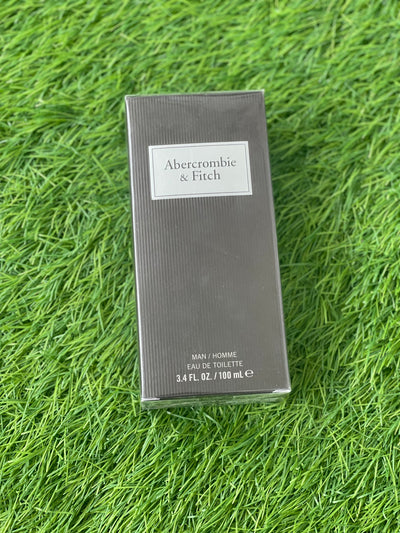 Abercrombie
& Fitch
MAN / HOMME
EAU DE TOILETTE
3.4 FL. OZ. / 100 mL ℮